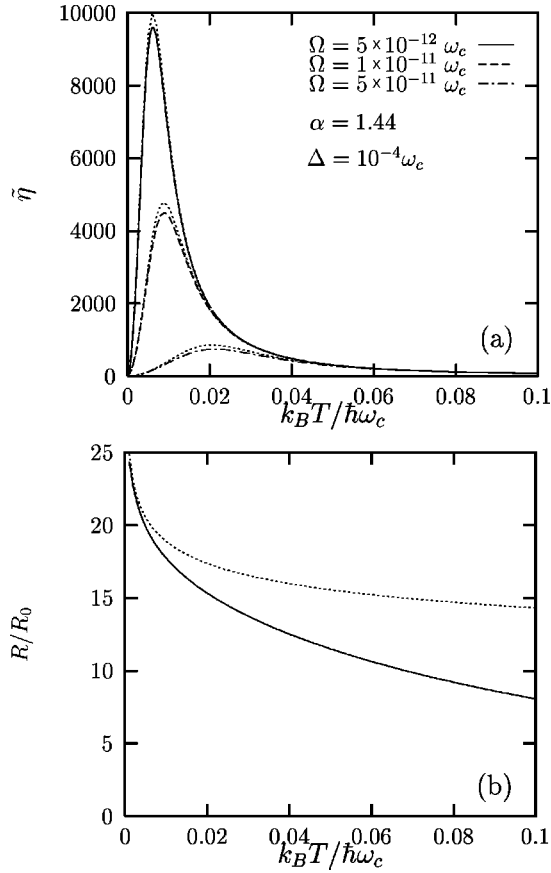 10000
8000
6000
4000
2000
0
η̃
Ω = 5×10⁻¹² ω_c
Ω = 1×10⁻¹¹ ω_c
Ω = 5×10⁻¹¹ ω_c
α = 1.44
Δ = 10⁻⁴ω_c
(a)
0 0.02 0.04 0.06 0.08 0.1
k_BT/ħω_c
25
20
15
10
5
0
R/R₀
(b)
0 0.02 0.04 0.06 0.08 0.1
k_BT/ħω_c